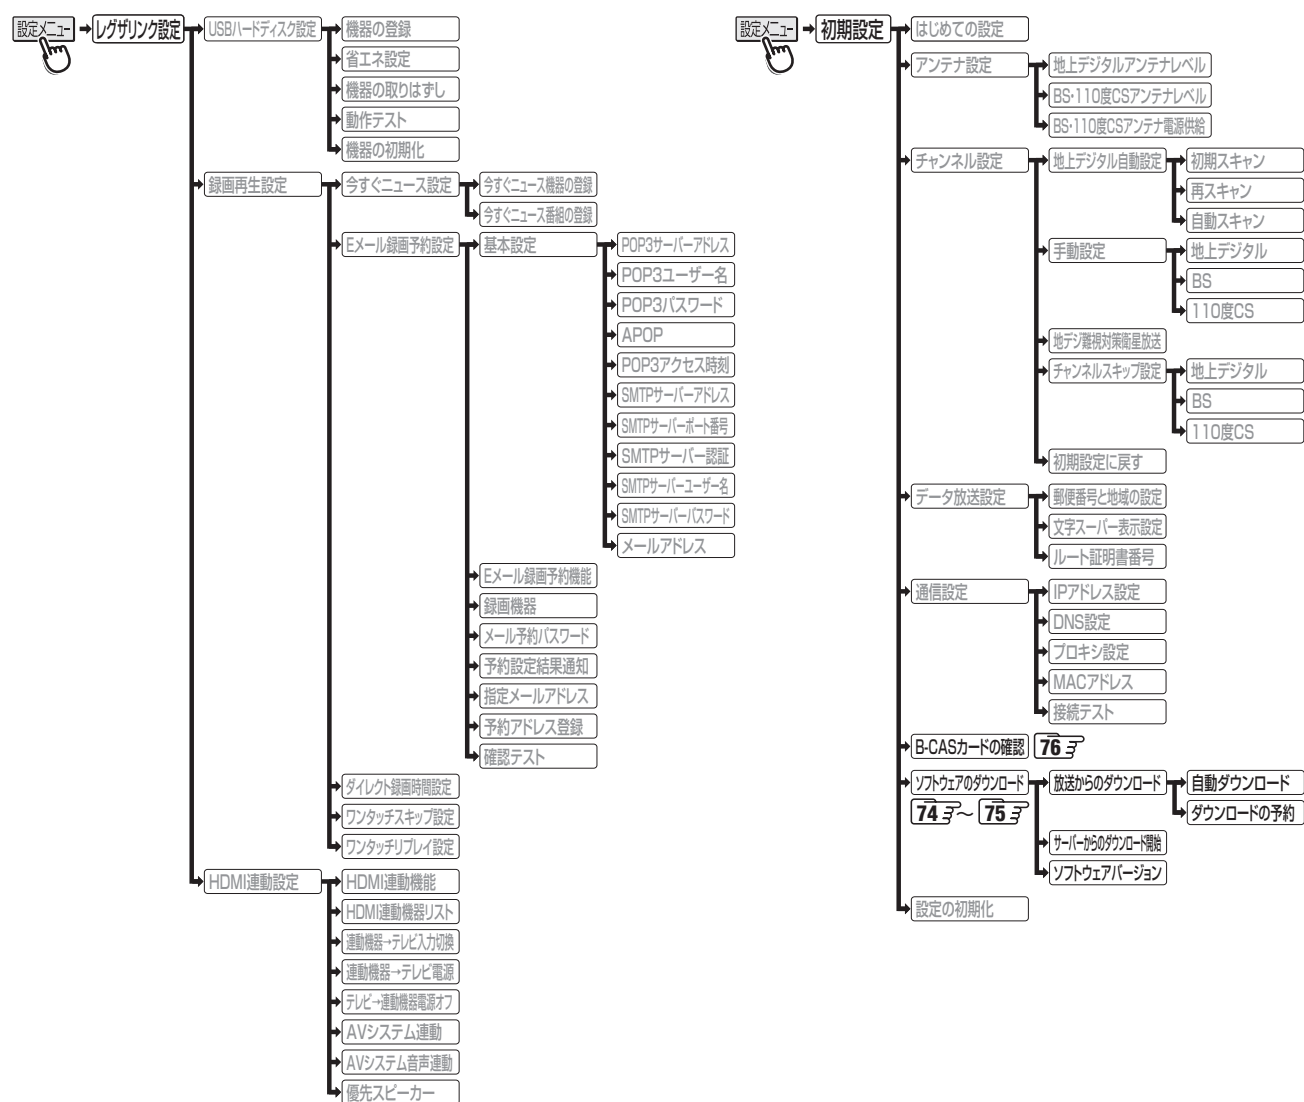 設定メニュー
レグザリンク設定
USBハードディスク設定
機器の登録
省エネ設定
機器の取りはずし
動作テスト
機器の初期化
録画再生設定
今すぐニュース設定
今すぐニュース機器の登録
今すぐニュース番組の登録
Eメール録画予約設定
基本設定
POP3サーバーアドレス
POP3ユーザー名
POP3パスワード
APOP
POP3アクセス時刻
SMTPサーバーアドレス
SMTPサーバーポート番号
SMTPサーバー認証
SMTPサーバーユーザー名
SMTPサーバーパスワード
メールアドレス
Eメール録画予約機能
録画機器
メール予約パスワード
予約設定結果通知
指定メールアドレス
予約アドレス登録
確認テスト
ダイレクト録画時間設定
ワンタッチスキップ設定
ワンタッチリプレイ設定
HDMI連動設定
HDMI連動機能
HDMI連動機器リスト
連動機器→テレビ入力切換
連動機器→テレビ電源
テレビ→連動機器電源オフ
AVシステム連動
AVシステム音声連動
優先スピーカー
設定メニュー
初期設定
はじめての設定
アンテナ設定
地上デジタルアンテナレベル
BS・110度CSアンテナレベル
BS・110度CSアンテナ電源供給
チャンネル設定
地上デジタル自動設定
初期スキャン
再スキャン
自動スキャン
手動設定
地上デジタル
BS
110度CS
地デジ難視対策衛星放送
チャンネルスキップ設定
地上デジタル
BS
110度CS
初期設定に戻す
データ放送設定
郵便番号と地域の設定
文字スーパー表示設定
ルート証明書番号
通信設定
IPアドレス設定
DNS設定
プロキシ設定
MACアドレス
接続テスト
B-CASカードの確認 76
ソフトウェアのダウンロード
74 ～ 75
放送からのダウンロード
自動ダウンロード
ダウンロードの予約
サーバーからのダウンロード開始
ソフトウェアバージョン
設定の初期化